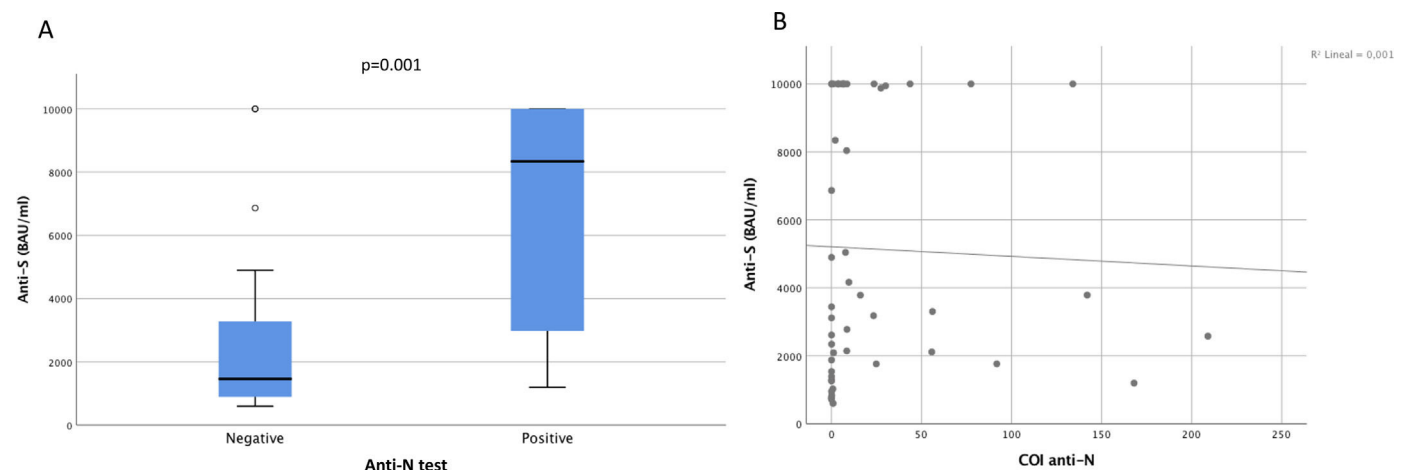 A
p=0.001
Anti-S (BAU/ml)
10000
8000
6000
4000
2000
0
Negative
Positive
Anti-N test
B
R² Lineal = 0,001
Anti-S (BAU/ml)
10000
8000
6000
4000
2000
0
0
50
100
150
200
250
COI anti-N